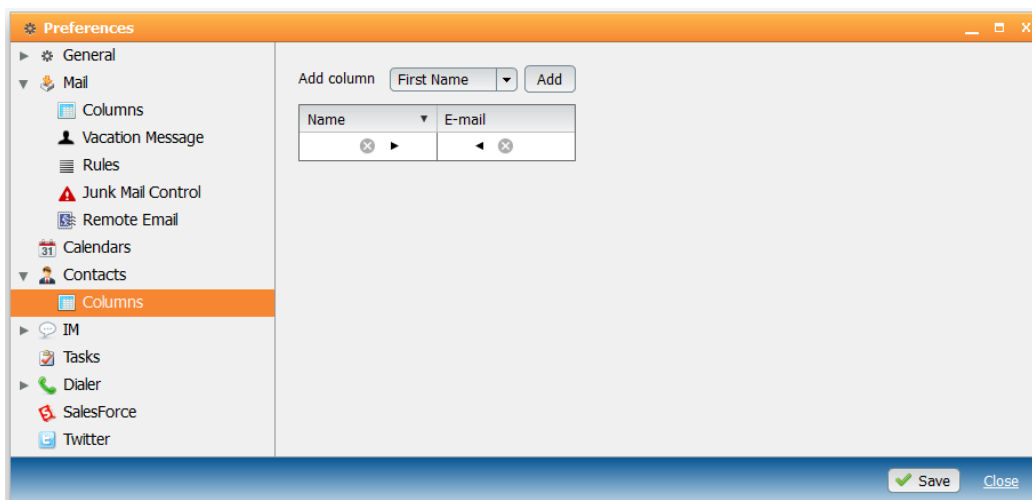 Preferences
General
Mail
Columns
Vacation Message
Rules
Junk Mail Control
Remote Email
31 Calendars
Contacts
Columns
IM
Tasks
Dialer
SalesForce
Twitter
Add column First Name Add
Name E-mail
Save Close